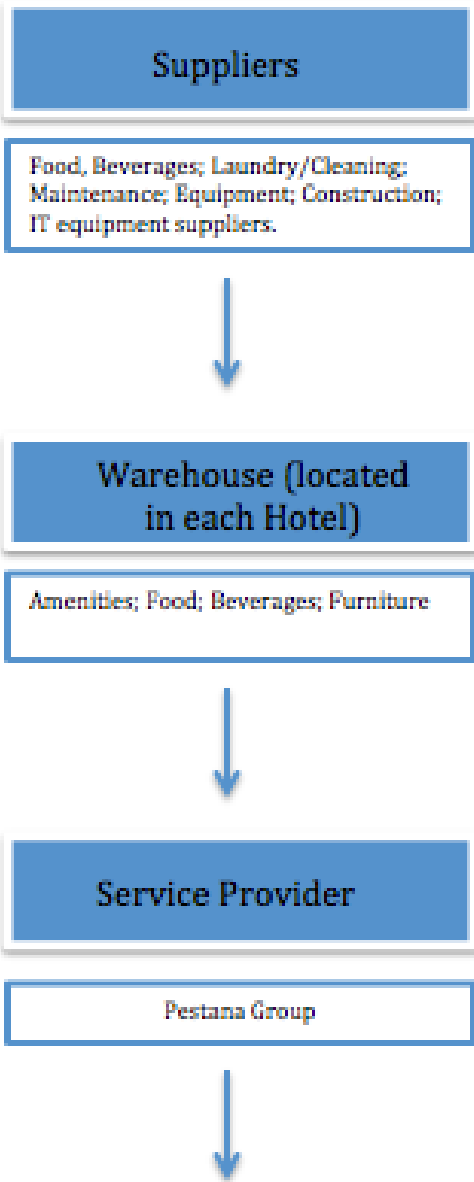 Suppliers
Food, Beverages; Laundry/Cleaning;
Maintenance; Equipment; Construction;
IT equipment suppliers.
Warehouse (located
in each Hotel)
Amenities; Food; Beverages; Furniture
Service Provider
Pestana Group